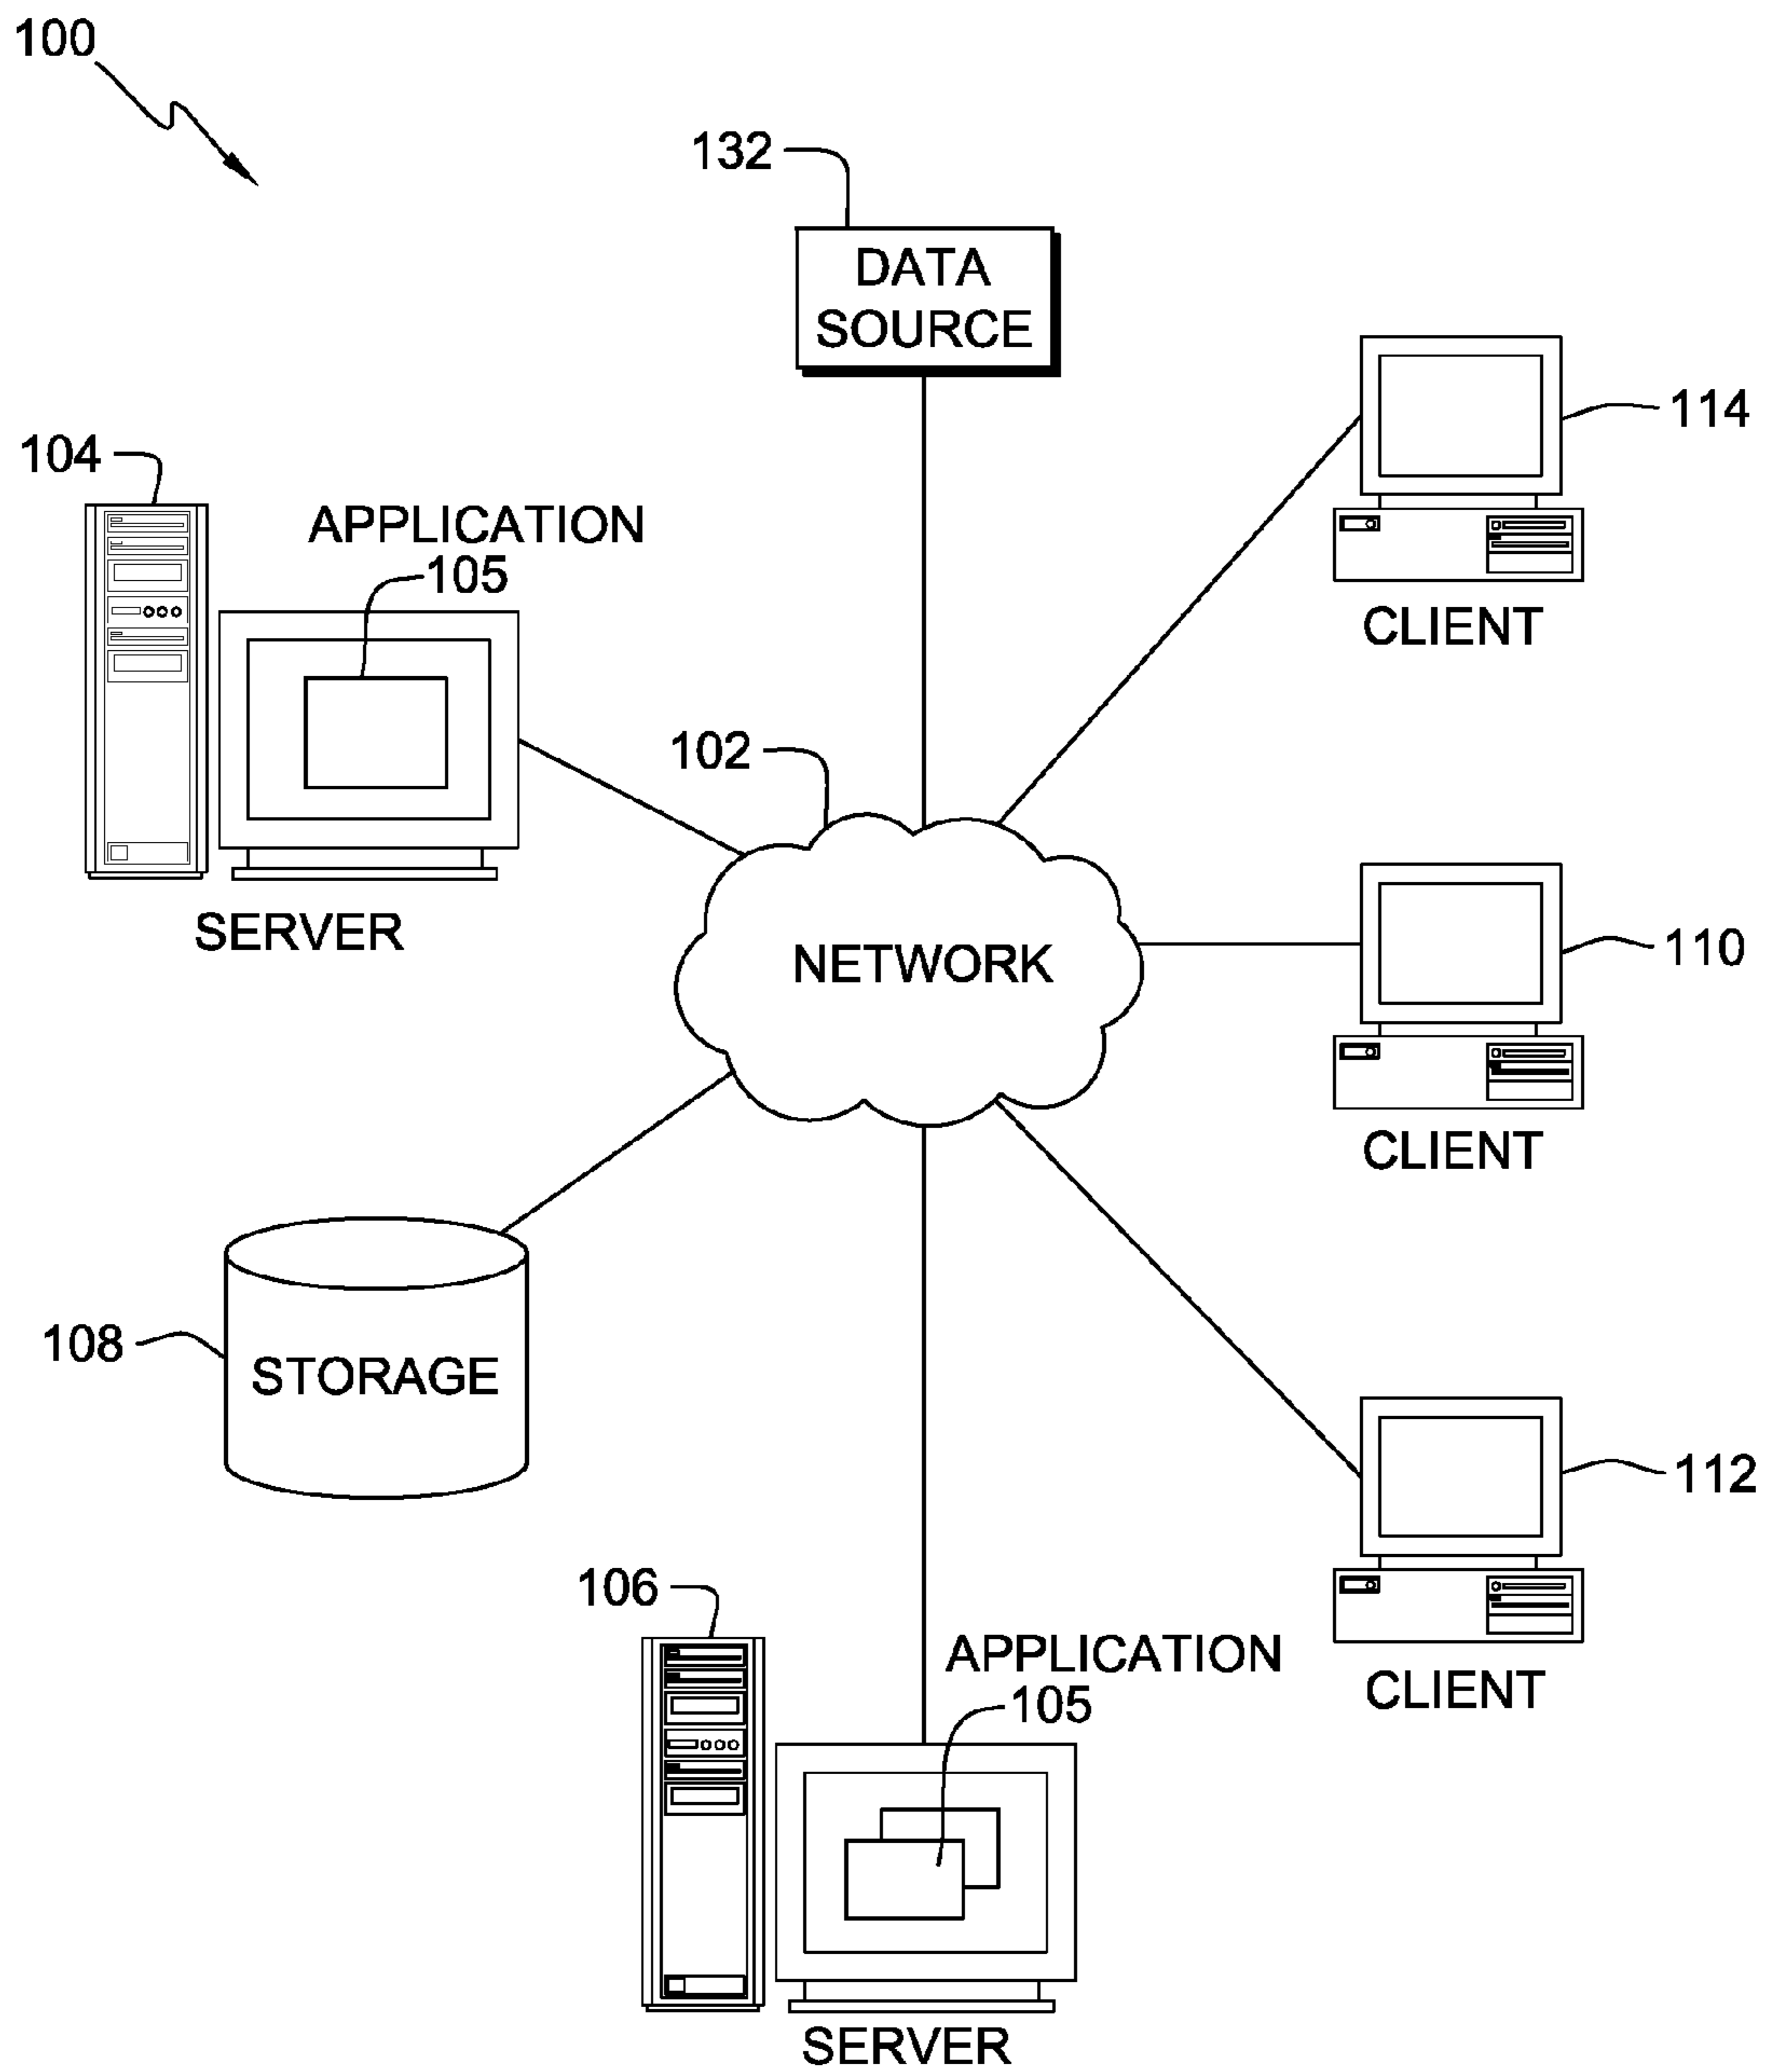 100
132
DATA
SOURCE
114
104
APPLICATION
105
CLIENT
102
SERVER
NETWORK
110
CLIENT
108
STORAGE
112
106
APPLICATION
105
CLIENT
SERVER